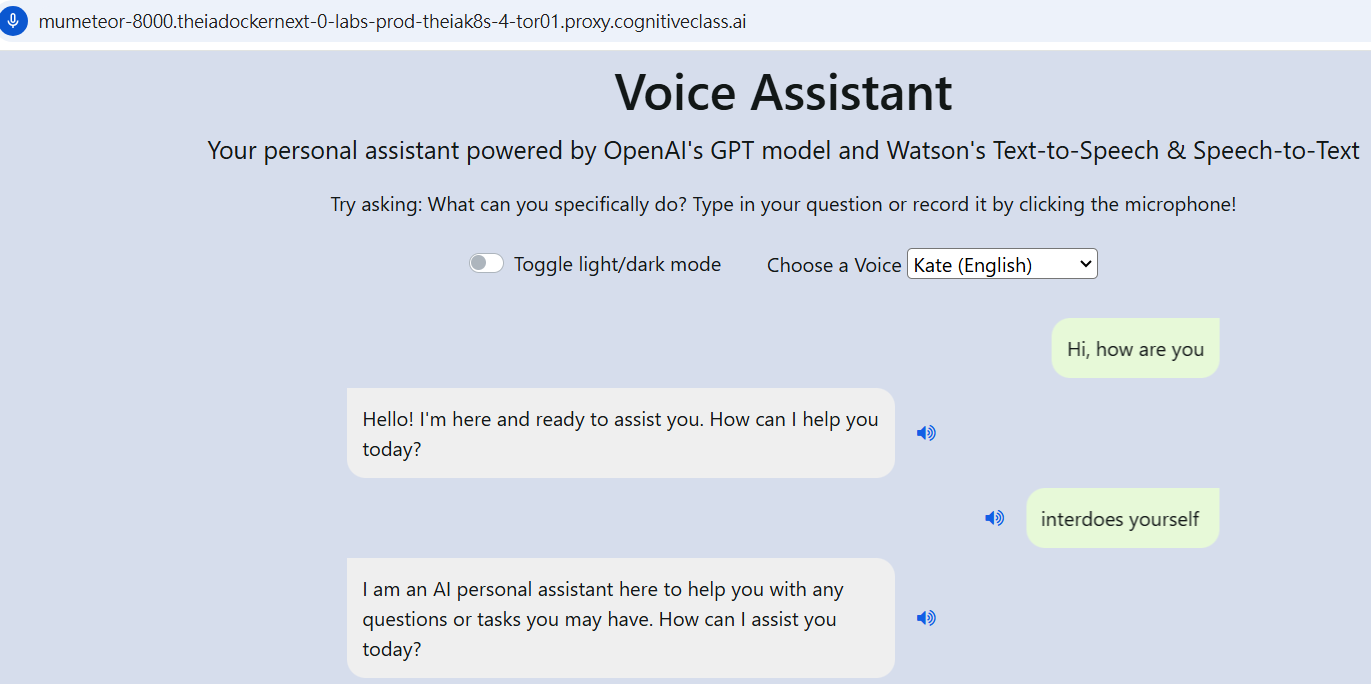 mumeteor-8000.theiadockernext-0-labs-prod-theiak8s-4-tor01.proxy.cognitiveclass.ai
Voice Assistant
Your personal assistant powered by OpenAI's GPT model and Watson's Text-to-Speech & Speech-to-Text
Try asking: What can you specifically do? Type in your question or record it by clicking the microphone!
Toggle light/dark mode Choose a Voice Kate (English)
Hi, how are you
Hello! I'm here and ready to assist you. How can I help you
today?
interdoes yourself
I am an AI personal assistant here to help you with any
questions or tasks you may have. How can I assist you
today?